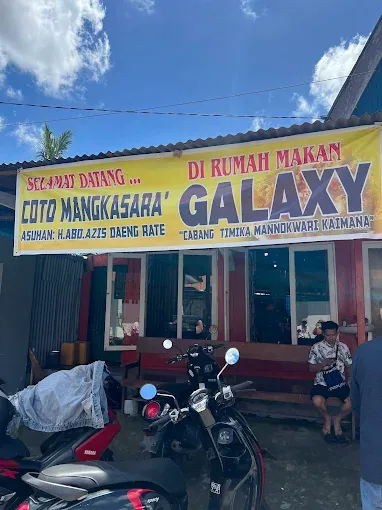 SELAMAT DATANG ...
COTO MANGKASARA'
ASUHAN: H.ABD.AZIS DAENG RATE
DI RUMAH MAKAN
GALAXY
"CABANG TIMIKA MANNOKWARI KAIMANA"